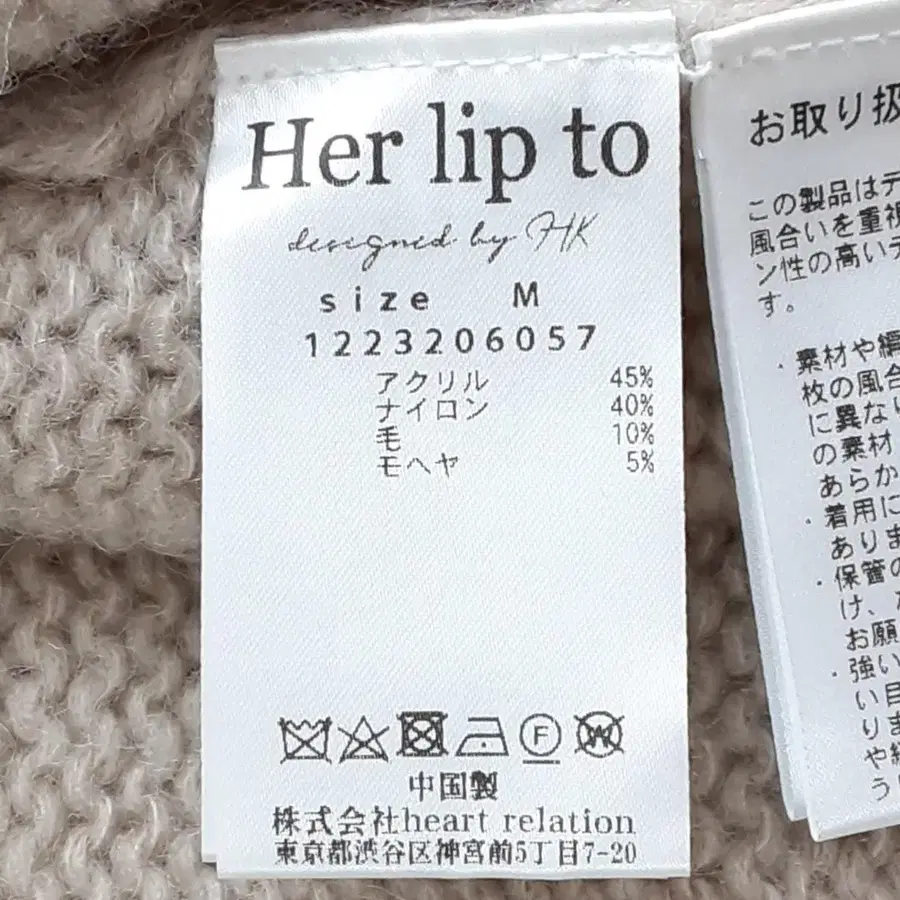 Her lip to
designed by HK
size M
1223206057
アクリル 45%
ナイロン 40%
毛 10%
モヘヤ 5%
F
W
中国製
株式会社heart relation
東京都渋谷区神宮前5丁目7-20
お取り扱
この製品はデ
風合いを重視
ン性の高いデ
す。
・素材や編
枚の風合
に異なり
の素材
あらか
・着用に
ありま
・保管の
け、
お願
・強い
い目
りま
や
う